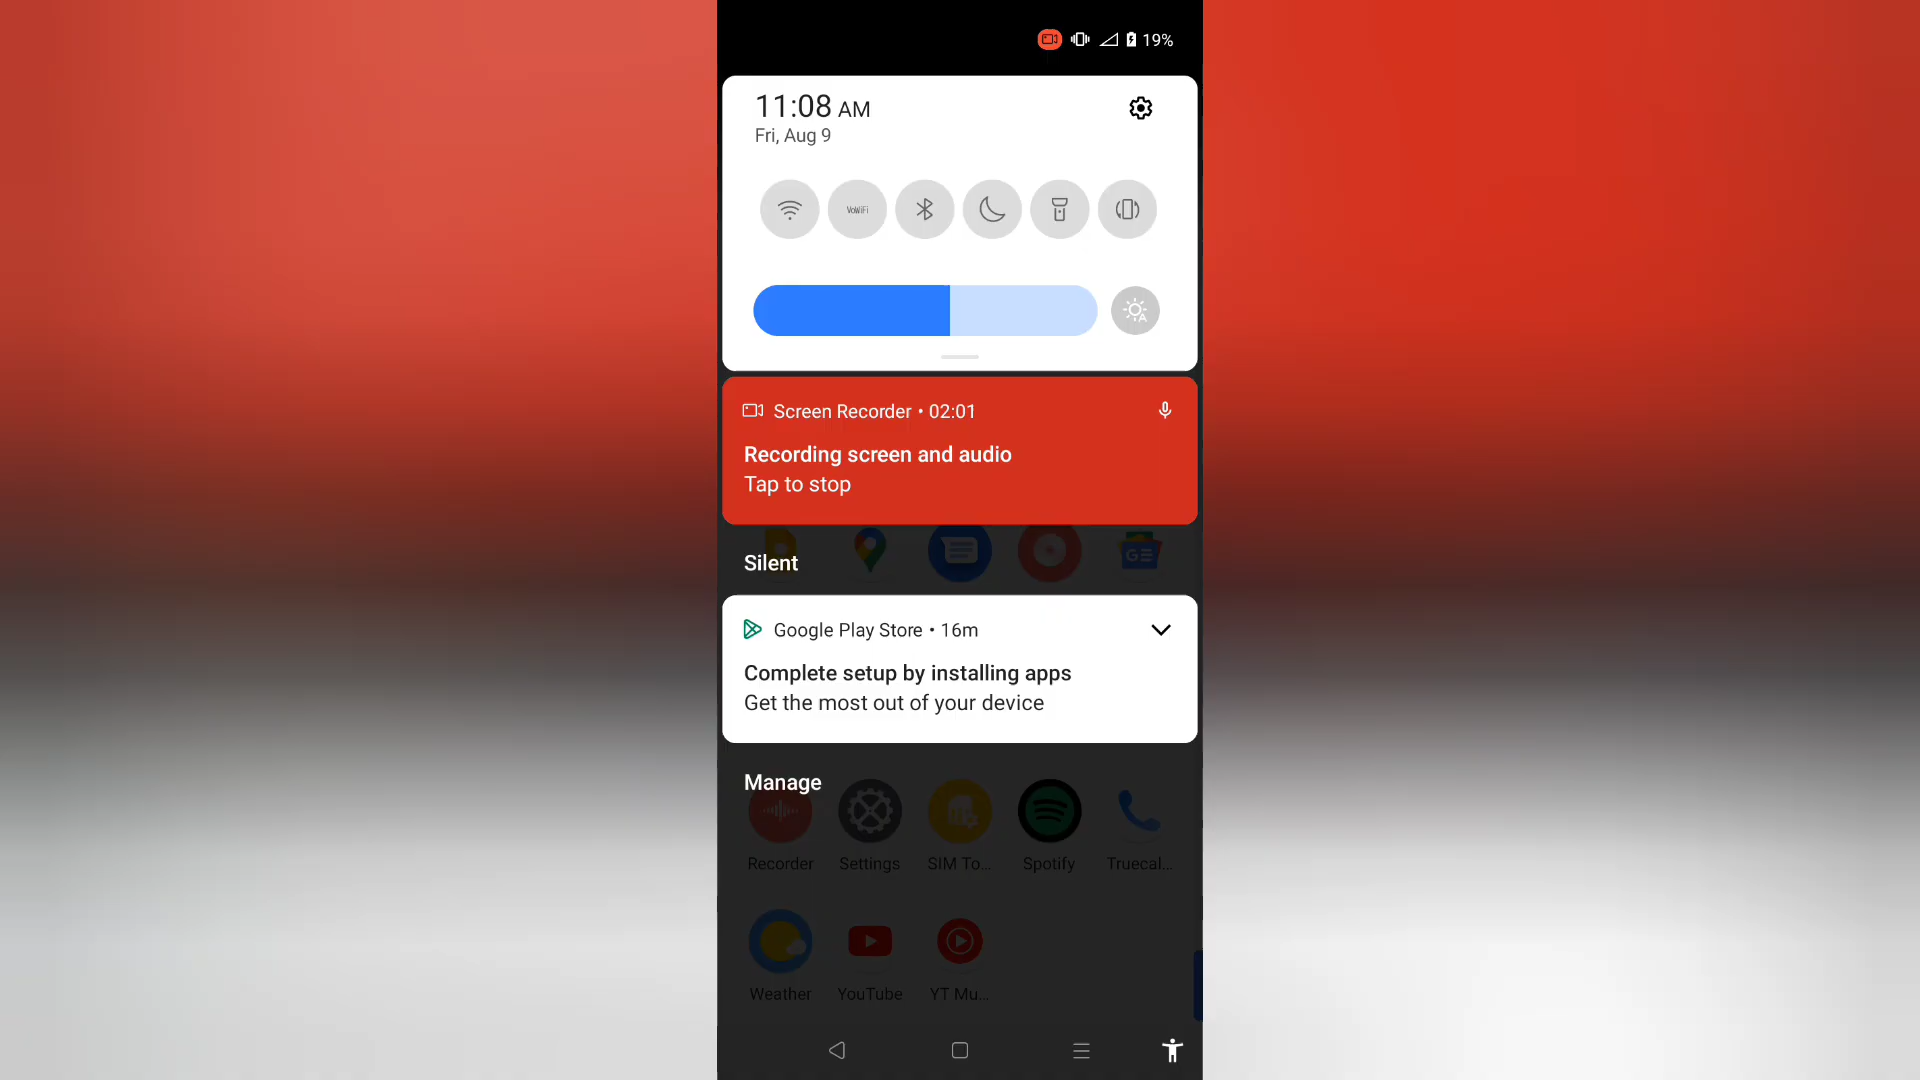 19%
11:08 AM
Fri, Aug 9
VoWiFi
Screen Recorder • 02:01
Recording screen and audio
Tap to stop
GE
Silent
Google Play Store • 16m
Complete setup by installing apps
Get the most out of your device
Manage
Recorder Settings SIM To... Spotify Truecal...
Weather YouTube YT Mu...